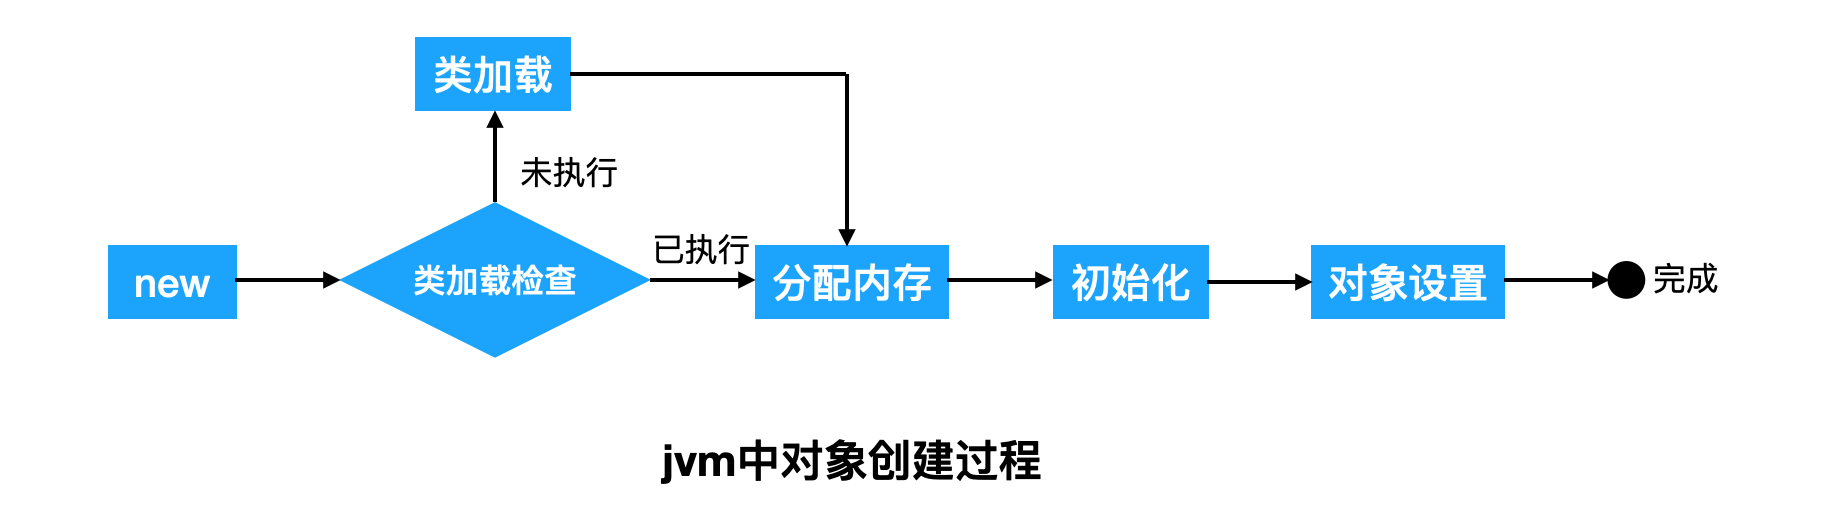 类加载
未执行
已执行
new
类加载检查
分配内存
初始化
对象设置
完成
jvm中对象创建过程